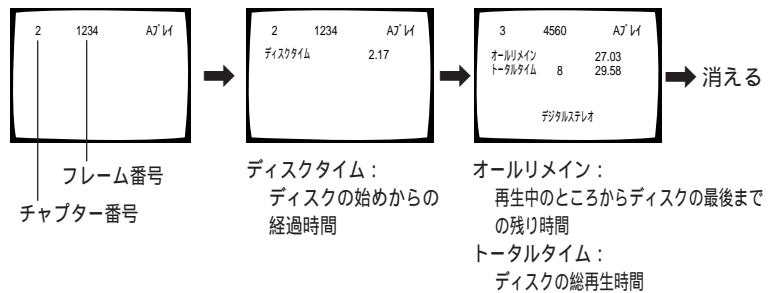 2 1234 Aプレイ
フレーム番号
チャプター番号
2 1234 Aプレイ
ディスクタイム 2.17
ディスクタイム：
ディスクの始めからの
経過時間
3 4560 Aプレイ
オールリメイン 27.03
トータルタイム 8 29.58
デジタルステレオ
オールリメイン：
再生中のところからディスクの最後まで
の残り時間
トータルタイム：
ディスクの総再生時間
消える